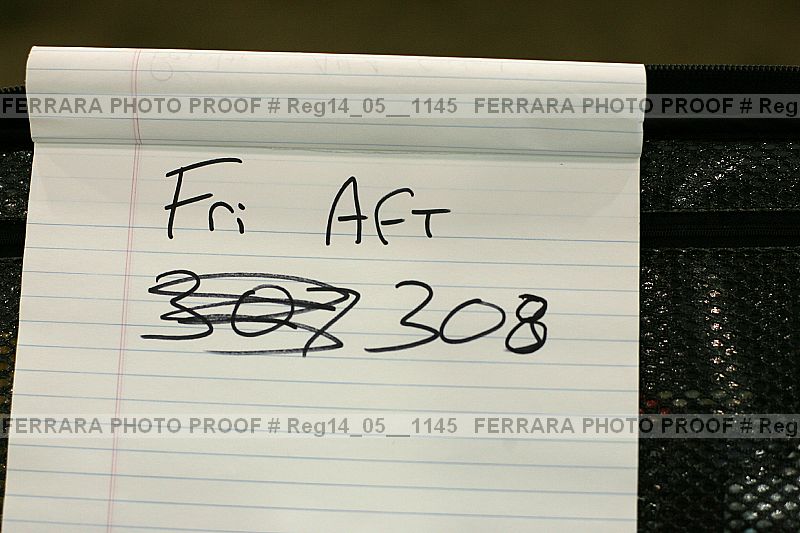 FERRARA PHOTO PROOF # Reg14_05__1145 FERRARA PHOTO PROOF # Reg
Fri AFT
307 308
FERRARA PHOTO PROOF # Reg14_05__1145 FERRARA PHOTO PROOF # Reg